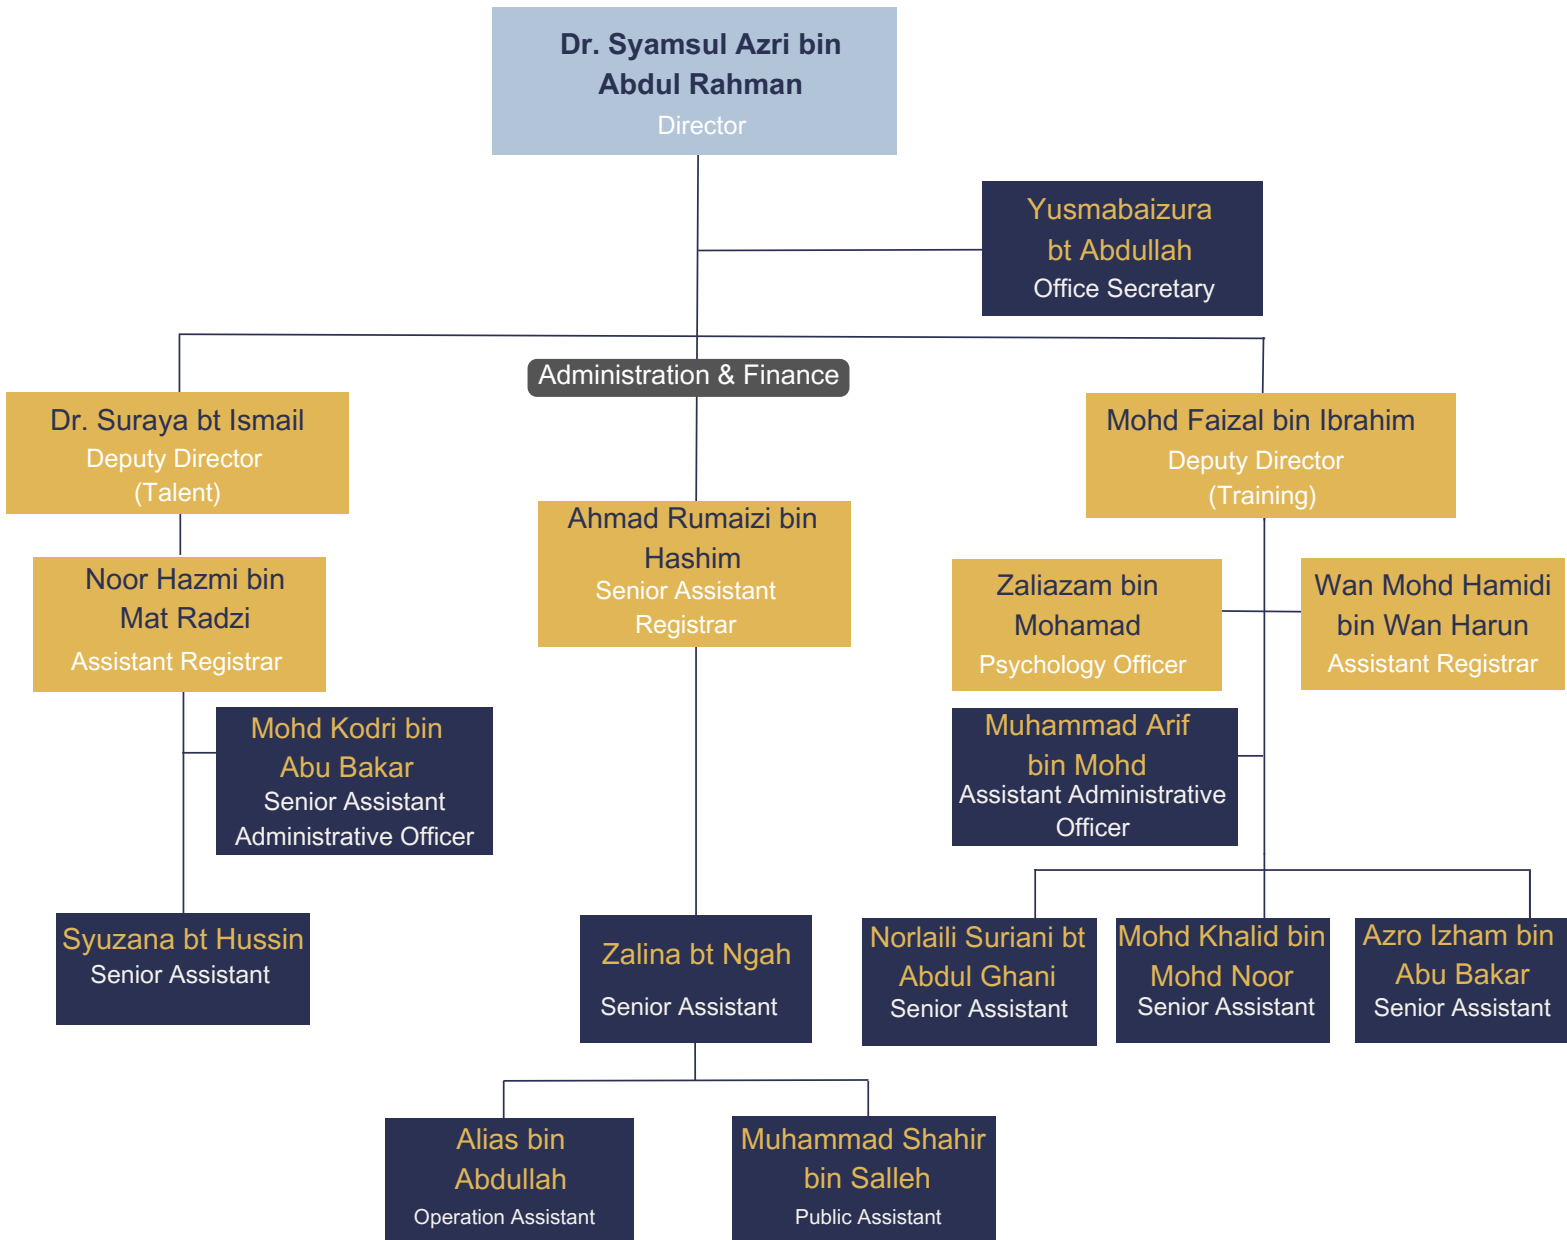 Dr. Syamsul Azri bin
Abdul Rahman
Director
Yusmabaizura
bt Abdullah
Office Secretary
Administration & Finance
Dr. Suraya bt Ismail
Deputy Director
(Talent)
Mohd Faizal bin Ibrahim
Deputy Director
(Training)
Ahmad Rumaizi bin
Hashim
Senior Assistant
Registrar
Noor Hazmi bin
Mat Radzi
Assistant Registrar
Zaliazam bin
Mohamad
Psychology Officer
Wan Mohd Hamidi
bin Wan Harun
Assistant Registrar
Mohd Kodri bin
Abu Bakar
Senior Assistant
Administrative Officer
Muhammad Arif
bin Mohd
Assistant Administrative
Officer
Syuzana bt Hussin
Senior Assistant
Zalina bt Ngah
Senior Assistant
Norlaili Suriani bt
Abdul Ghani
Senior Assistant
Mohd Khalid bin
Mohd Noor
Senior Assistant
Azro Izham bin
Abu Bakar
Senior Assistant
Alias bin
Abdullah
Operation Assistant
Muhammad Shahir
bin Salleh
Public Assistant